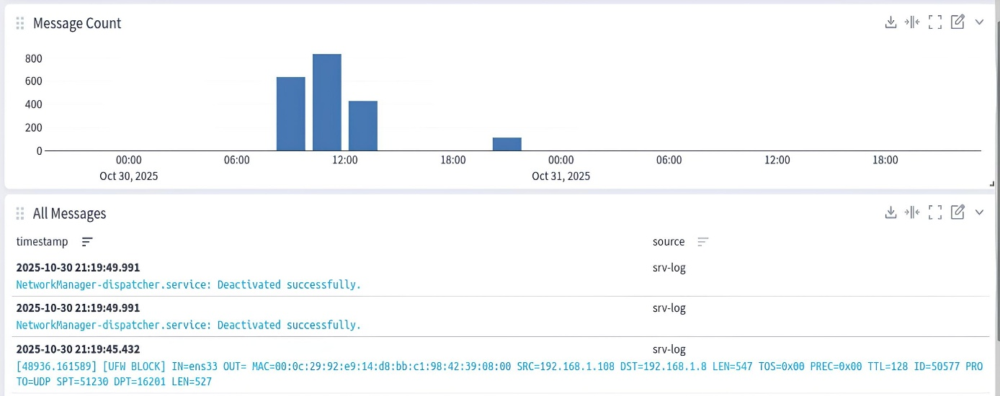 Message Count
800
600
400
200
0
00:00 06:00 12:00 18:00 00:00 06:00 12:00 18:00
Oct 30, 2025 Oct 31, 2025
All Messages
timestamp source
2025-10-30 21:19:49.991 srv-log
NetworkManager-dispatcher.service: Deactivated successfully.
2025-10-30 21:19:49.991 srv-log
NetworkManager-dispatcher.service: Deactivated successfully.
2025-10-30 21:19:45.432 srv-log
[48936.161589] [UFW BLOCK] IN=ens33 OUT= MAC=00:0c:29:92:e9:14:d8:bb:c1:98:42:39:08:00 SRC=192.168.1.108 DST=192.168.1.8 LEN=547 TOS=0x00 PREC=0x00 TTL=128 ID=50577 PRO
TO=UDP SPT=51230 DPT=16201 LEN=527